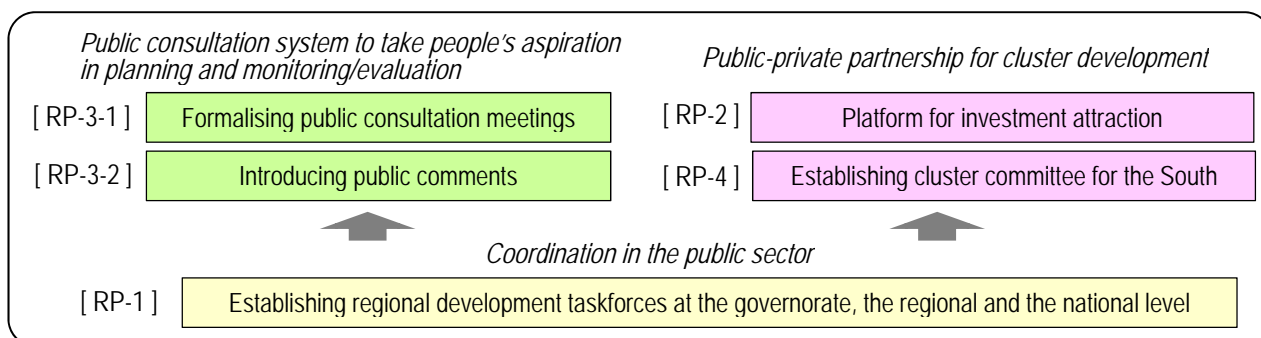 Public consultation system to take people's aspiration
in planning and monitoring/evaluation
[ RP-3-1 ] Formalising public consultation meetings
[ RP-3-2 ] Introducing public comments
Public-private partnership for cluster development
[ RP-2 ] Platform for investment attraction
[ RP-4 ] Establishing cluster committee for the South
Coordination in the public sector
[ RP-1 ] Establishing regional development taskforces at the governorate, the regional and the national level